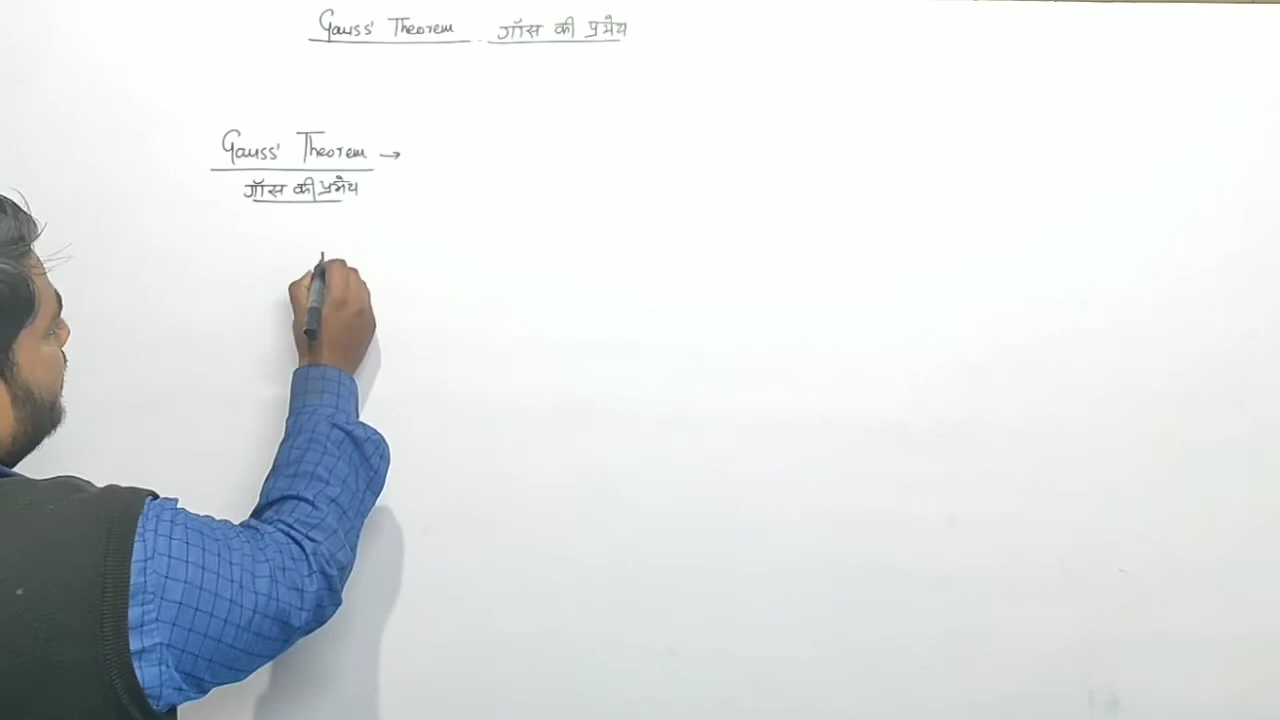 Gauss' Theorem गॉस की प्रमेय
Gauss' Theorem →
गॉस की प्रमेय